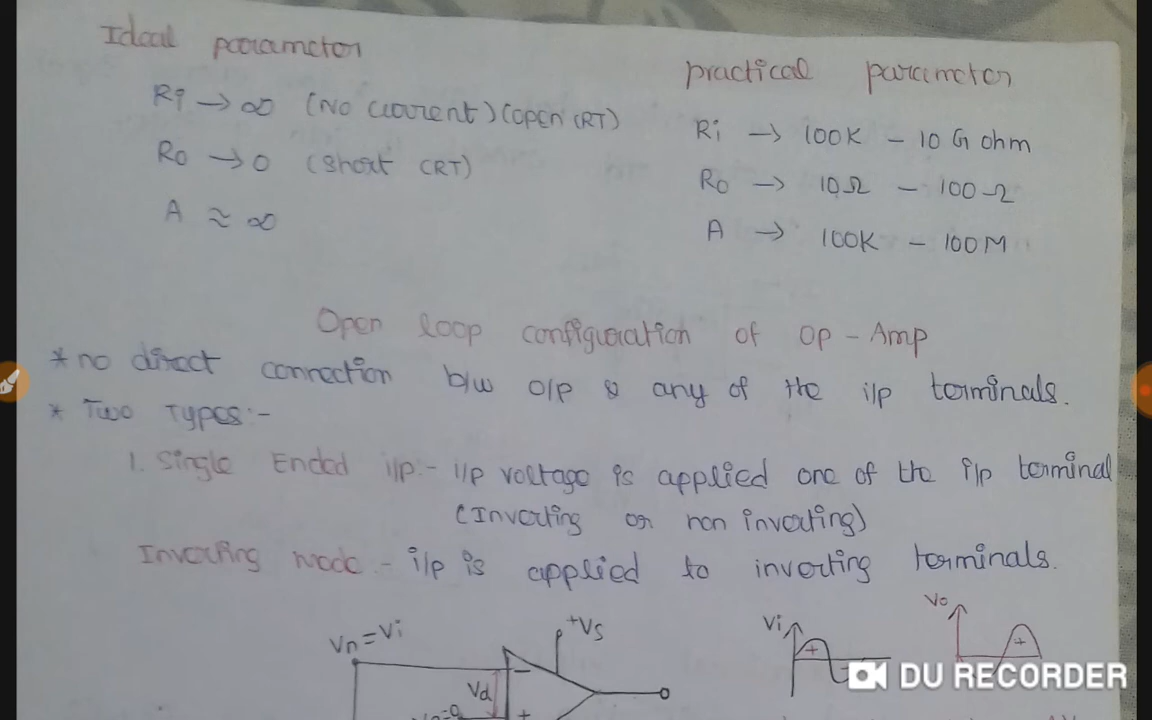 Ideal parameter
Ri → ∞ (No current) (open CRT)
Ro → 0 (short CRT)
A ≈ ∞
practical parameter
Ri → 100K - 10 G ohm
Ro → 10Ω - 100Ω
A → 100K - 100M
Open loop configuration of Op-Amp
* no direct connection b/w o/p & any of the i/p terminals.
* Two Types:-
1. Single Ended i/p:- i/p voltage is applied one of the i/p terminal
(Inverting or non inverting)
Inverting mode:- i/p is applied to inverting terminals.
Vn=Vi
+Vs
Vd
-
+
Vi
+
Vo
+
DU RECORDER